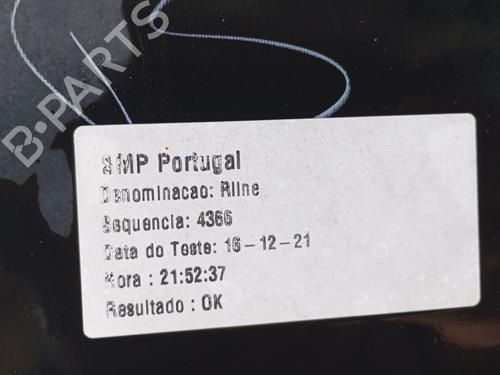 B-PARTS
SMP Portugal
Denominacao: Rline
Sequencia: 4366
Data do Teste: 16-12-21
Hora : 21:52:37
Resultado : OK